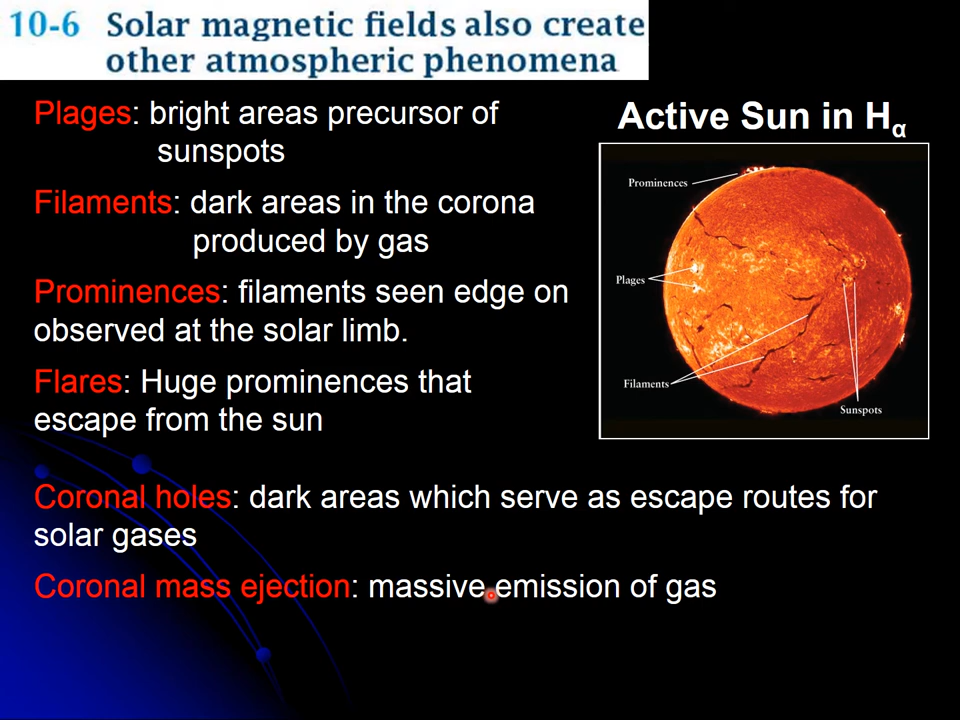 10-6 Solar magnetic fields also create
other atmospheric phenomena
Plages: bright areas precursor of
sunspots
Filaments: dark areas in the corona
produced by gas
Prominences: filaments seen edge on
observed at the solar limb.
Flares: Huge prominences that
escape from the sun
Active Sun in Hα
Prominences
Plages
Filaments
Sunspots
Coronal holes: dark areas which serve as escape routes for
solar gases
Coronal mass ejection: massive emission of gas